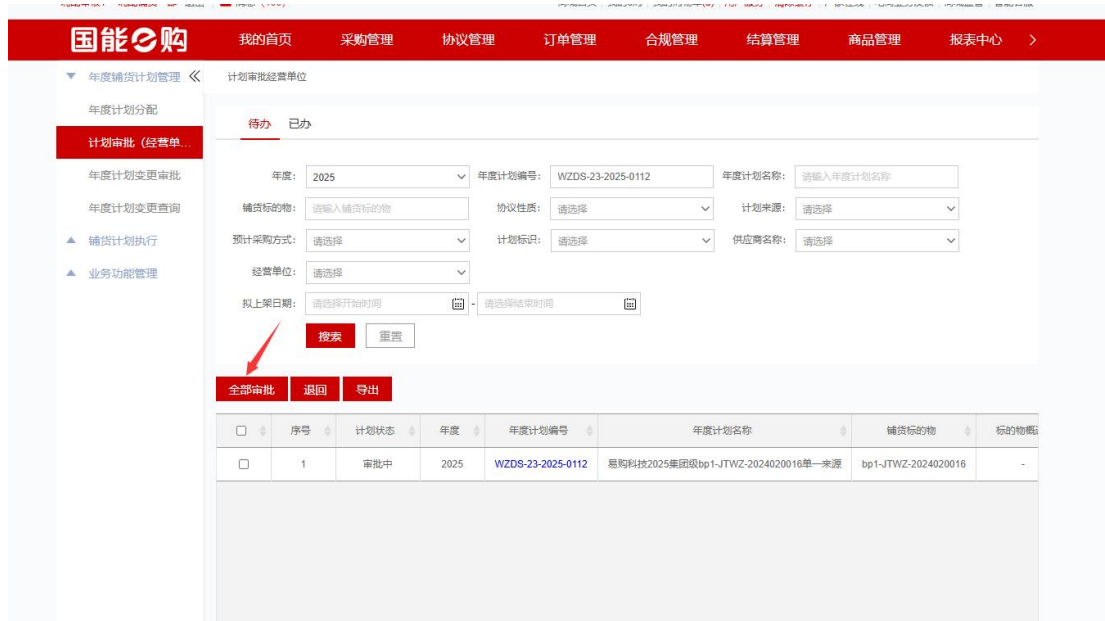 国能e购 我的首页 采购管理 协议管理 订单管理 合规管理 结算管理 商品管理 报表中心
年度铺货计划管理
计划审批经营单位
年度计划分配
计划审批（经营单...
年度计划变更审批
年度计划变更查询
铺货计划执行
业务功能管理
待办 已办
年度： 2025 年度计划编号： WZDS-23-2025-0112 年度计划名称： 请输入年度计划名称
铺货标的物： 请输入铺货标的物 协议性质： 请选择 计划来源： 请选择
预计采购方式： 请选择 计划标识： 请选择 供应商名称： 请选择
经营单位： 请选择
拟上架日期： 请选择开始时间 - 请选择结束时间
搜索 重置
全部审批 退回 导出
序号 计划状态 年度 年度计划编号 年度计划名称 铺货标的物 标的物概
1 审批中 2025 WZDS-23-2025-0112 易购科技2025集团级bp1-JTWZ-2024020016单一来源 bp1-JTWZ-2024020016 -